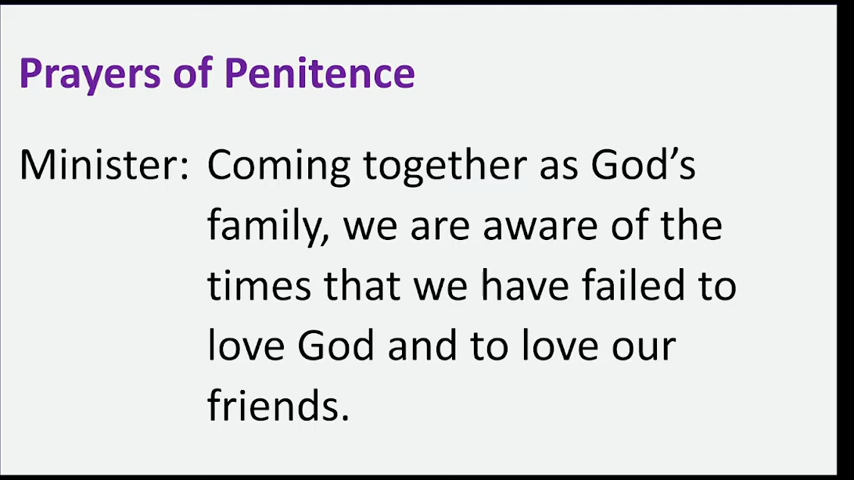 Prayers of Penitence
Minister: Coming together as God’s
family, we are aware of the
times that we have failed to
love God and to love our
friends.